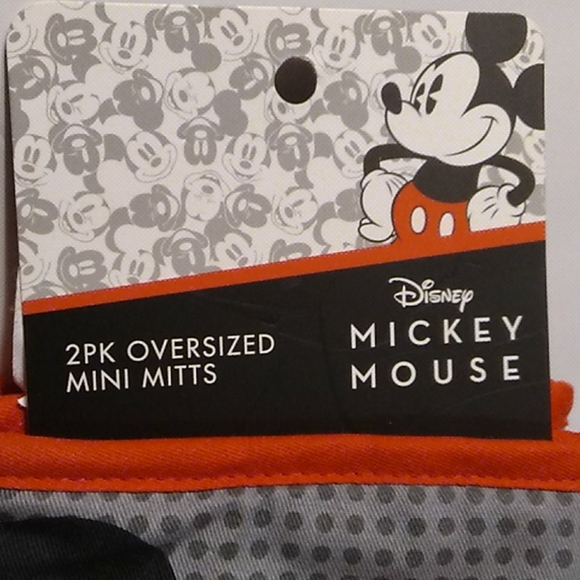 2PK OVERSIZED
MINI MITTS
Disney
MICKEY
MOUSE